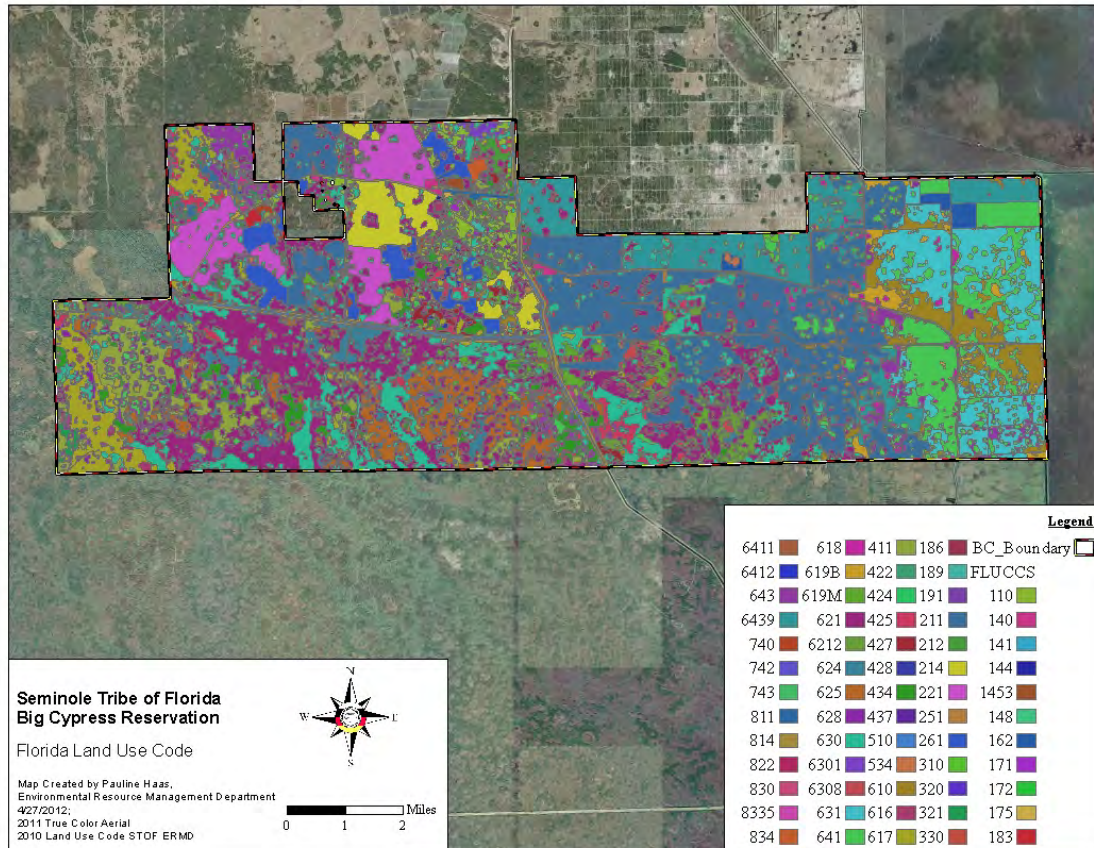 Legend
6411 618 411 186 BC_Boundary
6412 619B 422 189 FLUCCS
643 619M 424 191 110
6439 621 425 211 140
740 6212 427 212 141
742 624 428 214 144
743 625 434 221 1453
811 628 437 251 148
814 630 510 261 162
822 6301 534 310 171
830 6308 610 320 172
8335 631 616 321 175
834 641 617 330 183
Seminole Tribe of Florida
Big Cypress Reservation
Florida Land Use Code
Map Created by Pauline Haas,
Environmental Resource Management Department
4/27/2012;
2011 True Color Aerial
2010 Land Use Code STOF ERMD
N
W E
S
Miles
0 1 2